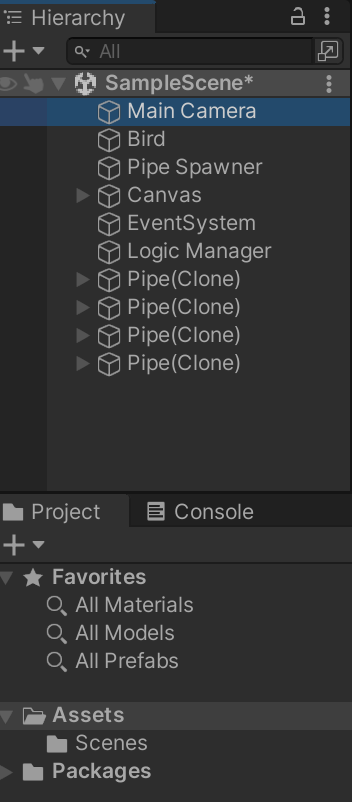 Hierarchy
All
SampleScene*
Main Camera
Bird
Pipe Spawner
Canvas
EventSystem
Logic Manager
Pipe(Clone)
Pipe(Clone)
Pipe(Clone)
Pipe(Clone)
Project Console
Favorites
All Materials
All Models
All Prefabs
Assets
Scenes
Packages